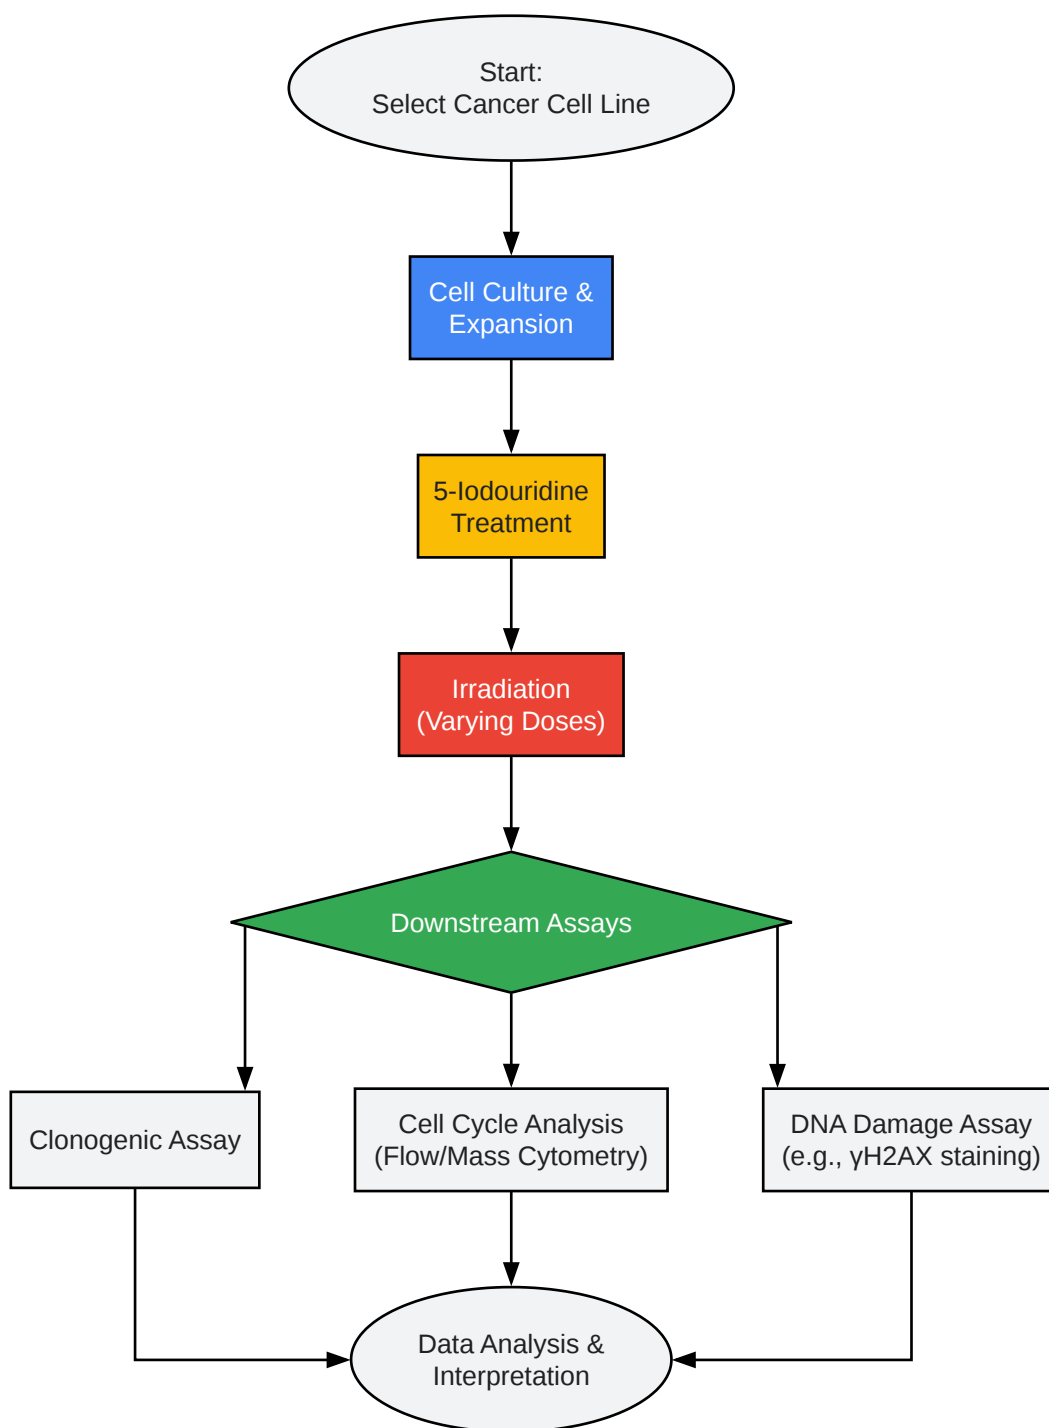 Start:
Select Cancer Cell Line
Cell Culture &
Expansion
5-Iodouridine
Treatment
Irradiation
(Varying Doses)
Downstream Assays
Clonogenic Assay
Cell Cycle Analysis
(Flow/Mass Cytometry)
DNA Damage Assay
(e.g., γH2AX staining)
Data Analysis &
Interpretation